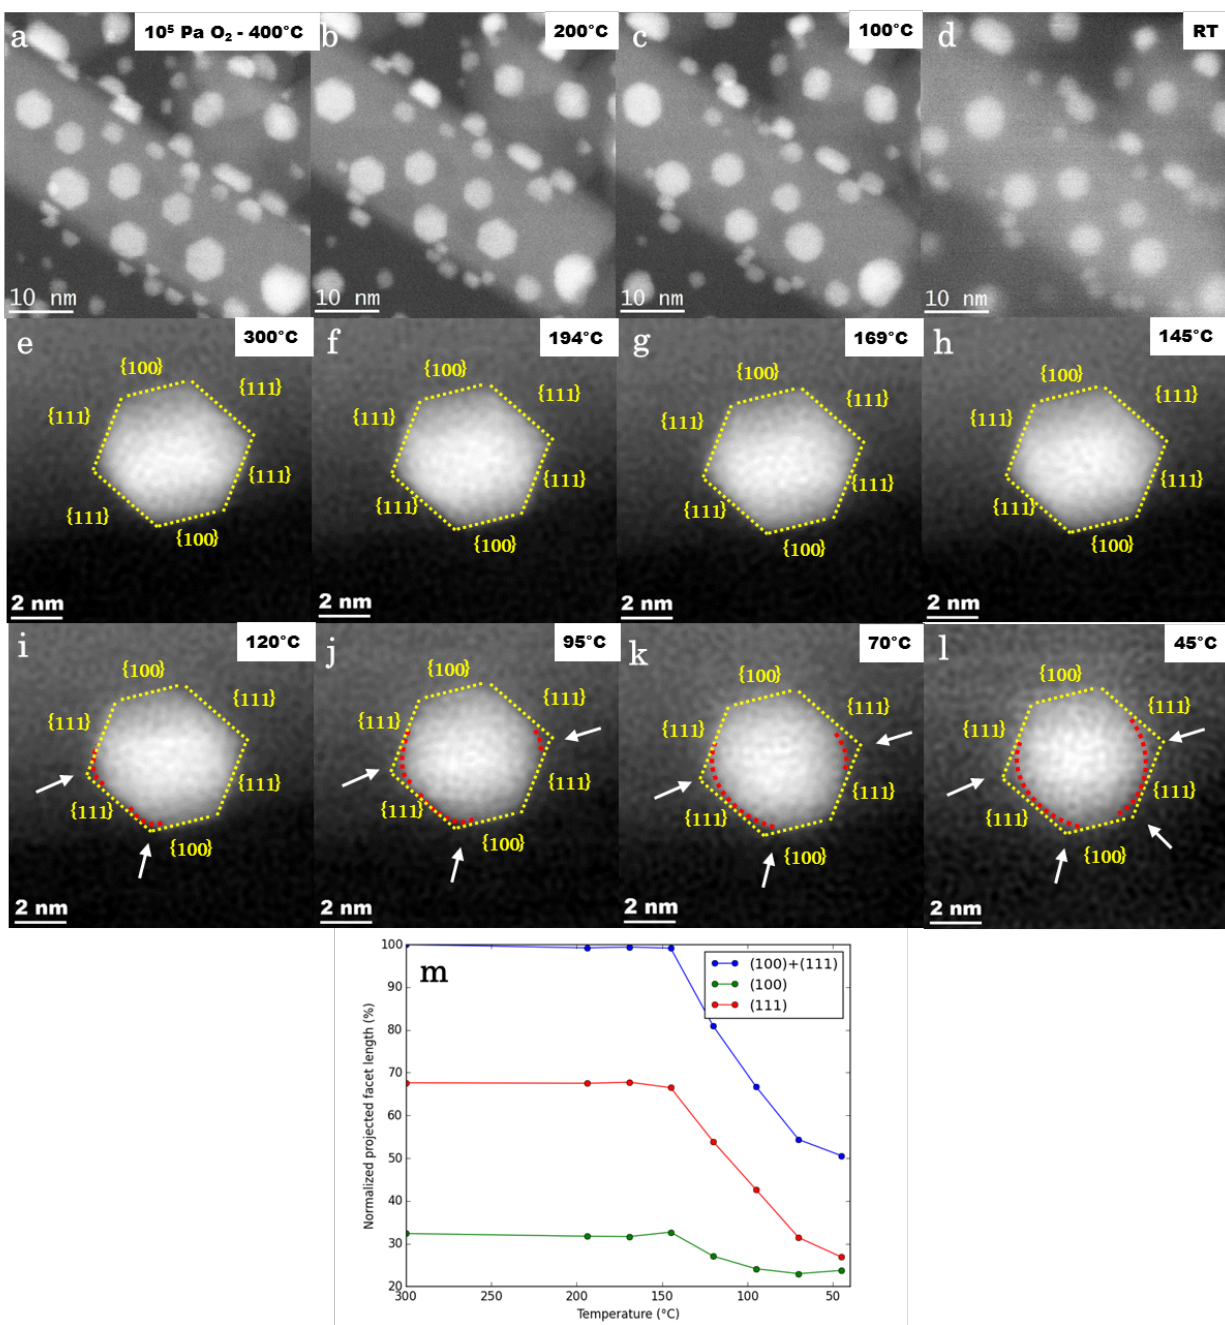 a
10⁵ Pa O₂ - 400°C
b
200°C
c
100°C
d
RT
10 nm
10 nm
10 nm
10 nm
e
300°C
f
194°C
g
169°C
h
145°C
{100}
{111}
{111}
{111}
{111}
{100}
2 nm
{100}
{111}
{111}
{111}
{111}
{100}
2 nm
{100}
{111}
{111}
{111}
{111}
{100}
2 nm
{100}
{111}
{111}
{111}
{111}
{100}
2 nm
i
120°C
j
95°C
k
70°C
l
45°C
{100}
{111}
{111}
{111}
{111}
{100}
2 nm
{100}
{111}
{111}
{111}
{111}
{100}
2 nm
{100}
{111}
{111}
{111}
{111}
{100}
2 nm
{100}
{111}
{111}
{111}
{111}
{100}
2 nm
m
(100)+(111)
(100)
(111)
Normalized projected facet length (%)
100
90
80
70
60
50
40
30
20
300
250
200
150
100
50
Temperature (°C)